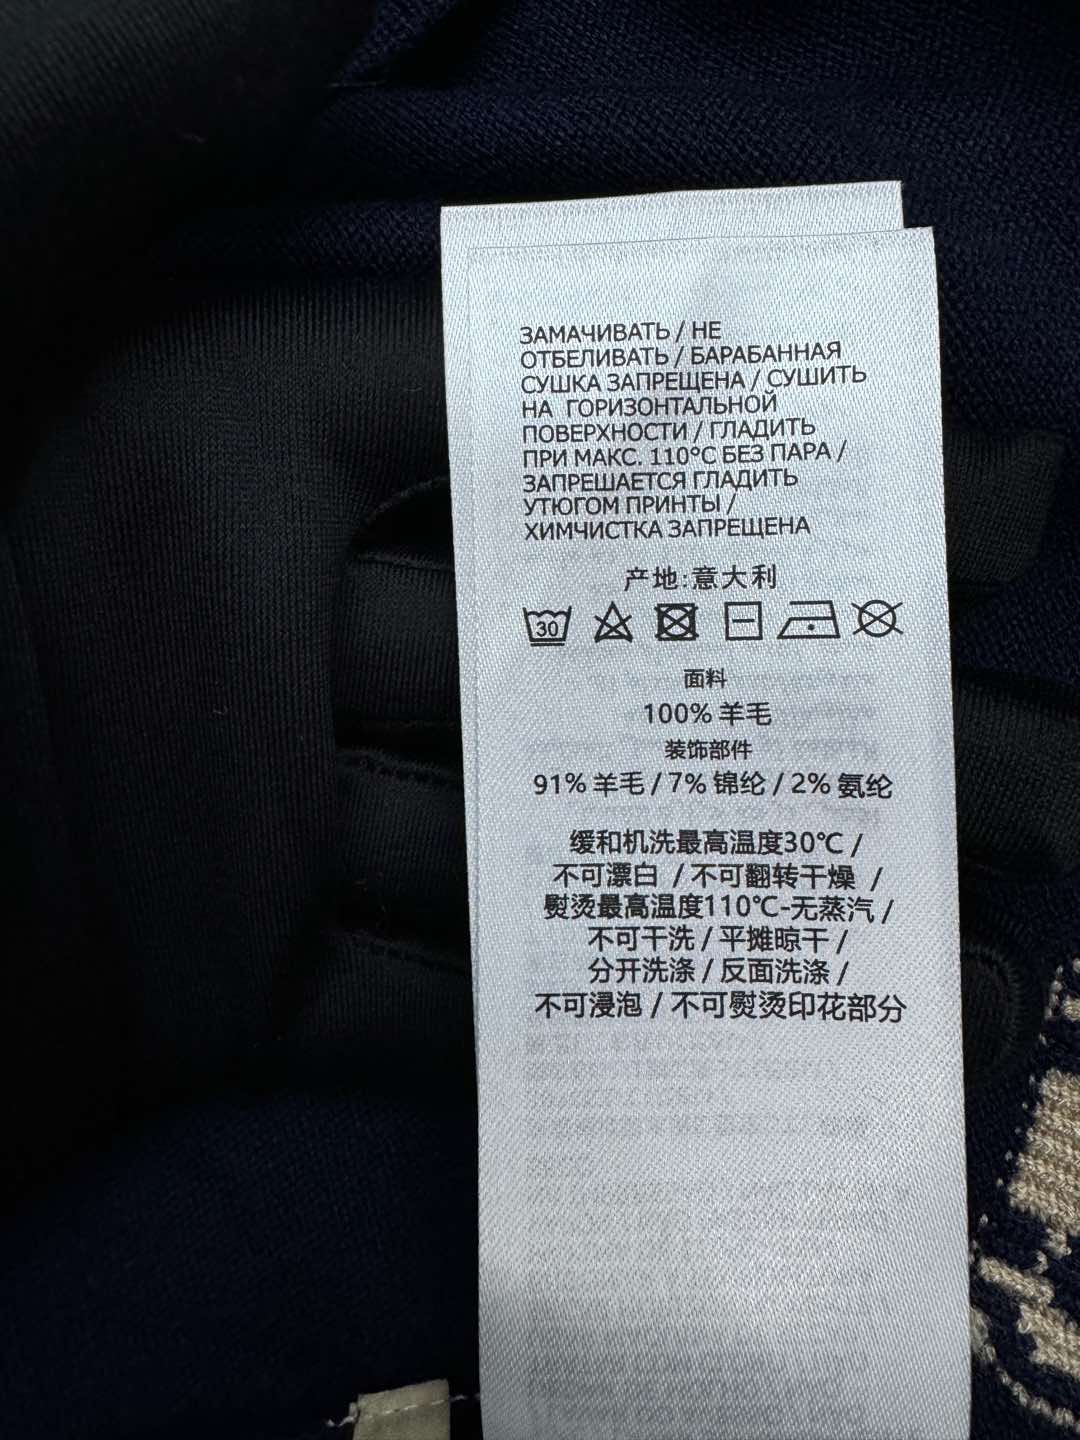 ЗАМАЧИВАТЬ / НЕ
ОТБЕЛИВАТЬ / БАРАБАННАЯ
СУШКА ЗАПРЕЩЕНА / СУШИТЬ
НА ГОРИЗОНТАЛЬНОЙ
ПОВЕРХНОСТИ / ГЛАДИТЬ
ПРИ МАКС. 110°C БЕЗ ПАРА /
ЗАПРЕШАЕТСЯ ГЛАДИТЬ
УТЮГОМ ПРИНТЫ /
ХИМЧИСТКА ЗАПРЕЩЕНА
产地:意大利
30
面料
100% 羊毛
装饰部件
91% 羊毛 / 7% 锦纶 / 2% 氨纶
缓和机洗最高温度30℃ /
不可漂白 / 不可翻转干燥 /
熨烫最高温度110℃-无蒸汽 /
不可干洗 / 平摊晾干 /
分开洗涤 / 反面洗涤 /
不可浸泡 / 不可熨烫印花部分